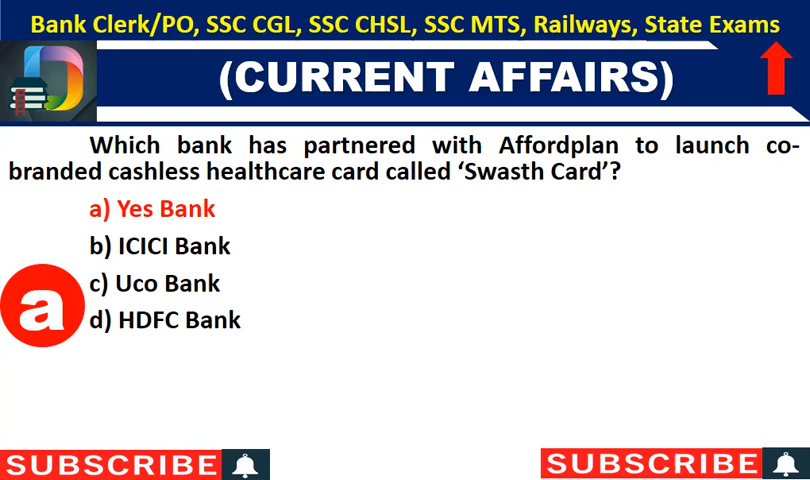 Bank Clerk/PO, SSC CGL, SSC CHSL, SSC MTS, Railways, State Exams
(CURRENT AFFAIRS)
Which bank has partnered with Affordplan to launch co-
branded cashless healthcare card called ‘Swasth Card’?
a) Yes Bank
b) ICICI Bank
c) Uco Bank
a
d) HDFC Bank
SUBSCRIBE
SUBSCRIBE